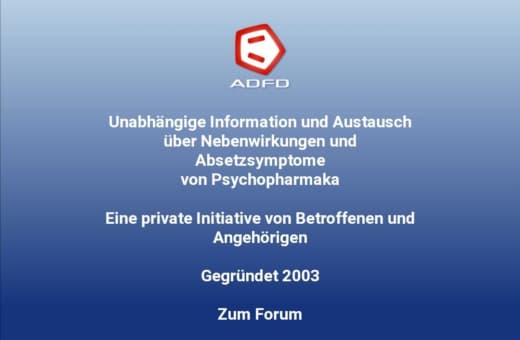 ADFD
Unabhängige Information und Austausch
über Nebenwirkungen und
Absetzsymptome
von Psychopharmaka
Eine private Initiative von Betroffenen und
Angehörigen
Gegründet 2003
Zum Forum